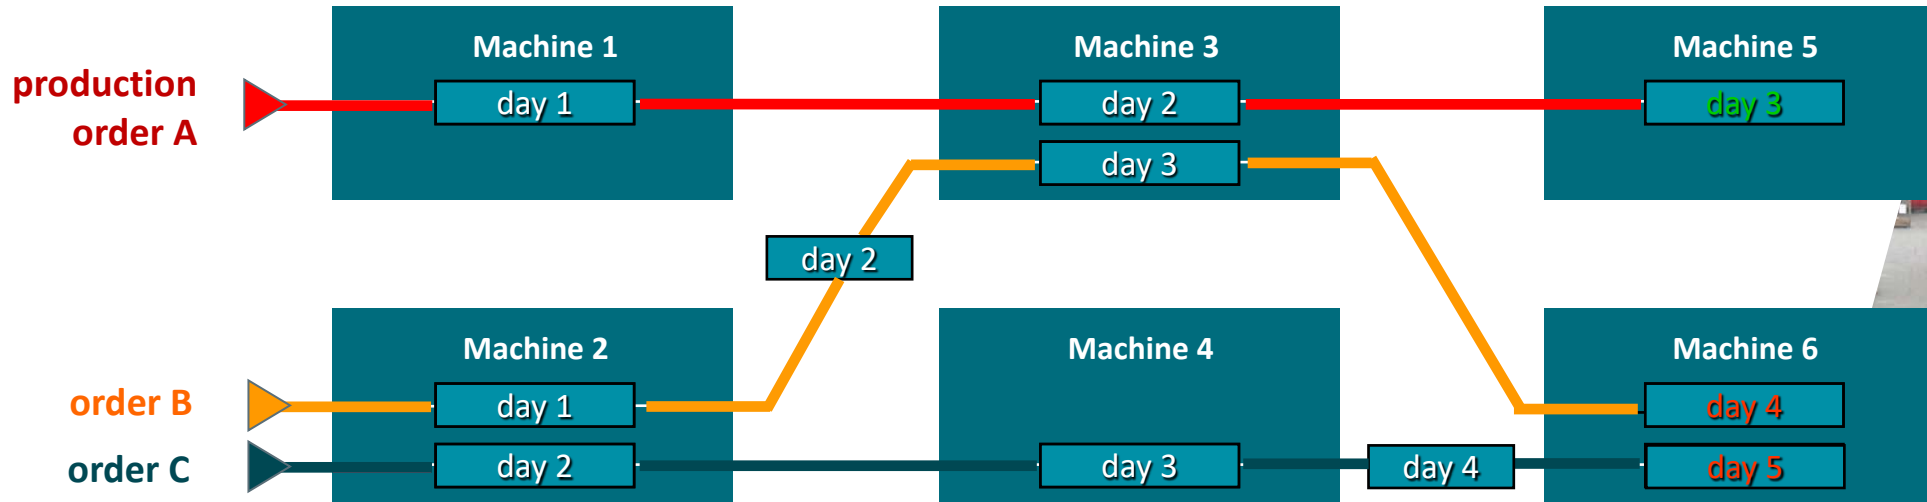 Machine 1
Machine 3
Machine 5
production
order A
day 1
day 2
day 3
day 3
day 2
Machine 2
Machine 4
Machine 6
order B
day 1
day 4
order C
day 2
day 3
day 4
day 5